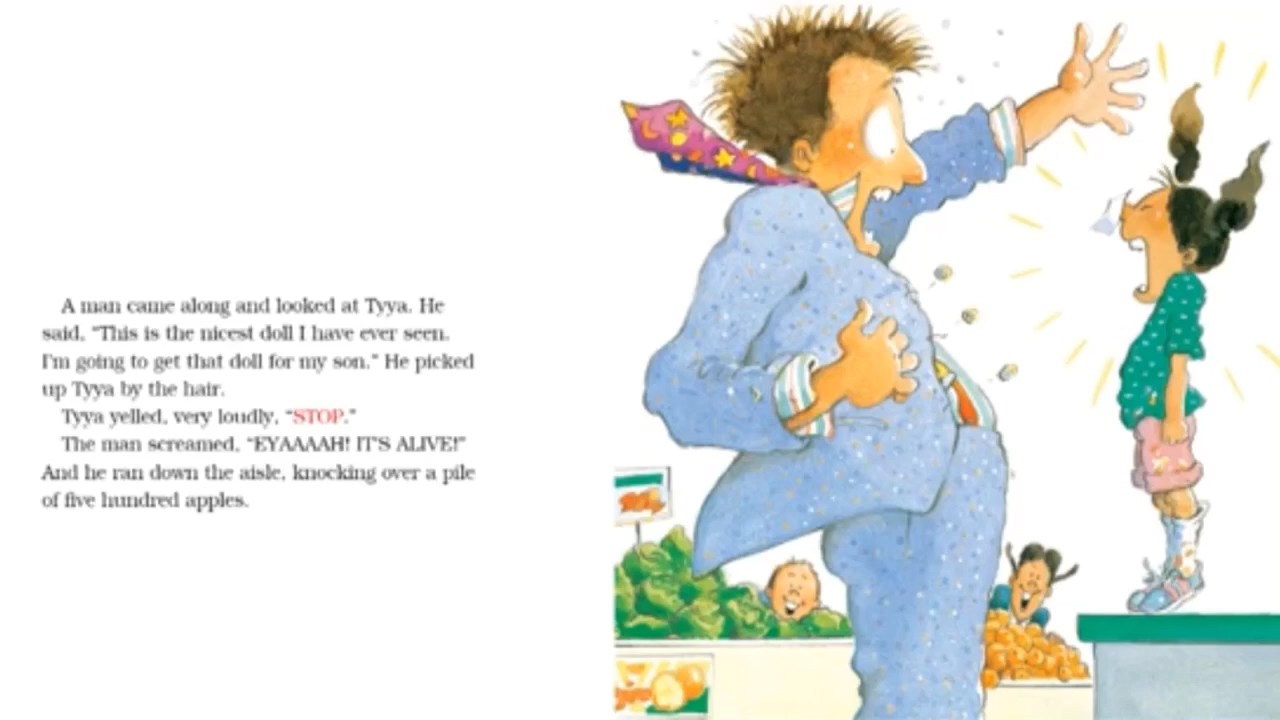 A man came along and looked at Tyya. He
said, "This is the nicest doll I have ever seen.
I'm going to get that doll for my son." He picked
up Tyya by the hair.
Tyya yelled, very loudly, "STOP."
The man screamed, "EYAAAAH! IT'S ALIVE!"
And he ran down the aisle, knocking over a pile
of five hundred apples.